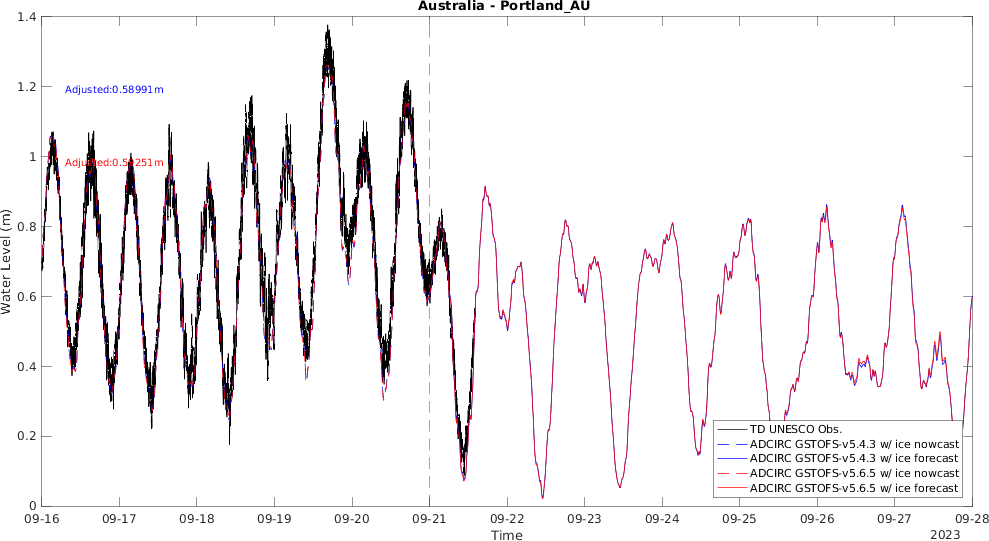 Australia - Portland_AU
1.4
1.2
1
0.8
0.6
0.4
0.2
0
Water Level (m)
Adjusted:0.58991m
Adjusted:0.59251m
TD UNESCO Obs.
ADCIRC GSTOFS-v5.4.3 w/ ice nowcast
ADCIRC GSTOFS-v5.4.3 w/ ice forecast
ADCIRC GSTOFS-v5.6.5 w/ ice nowcast
ADCIRC GSTOFS-v5.6.5 w/ ice forecast
09-16 09-17 09-18 09-19 09-20 09-21 09-22 09-23 09-24 09-25 09-26 09-27 09-28
Time
2023